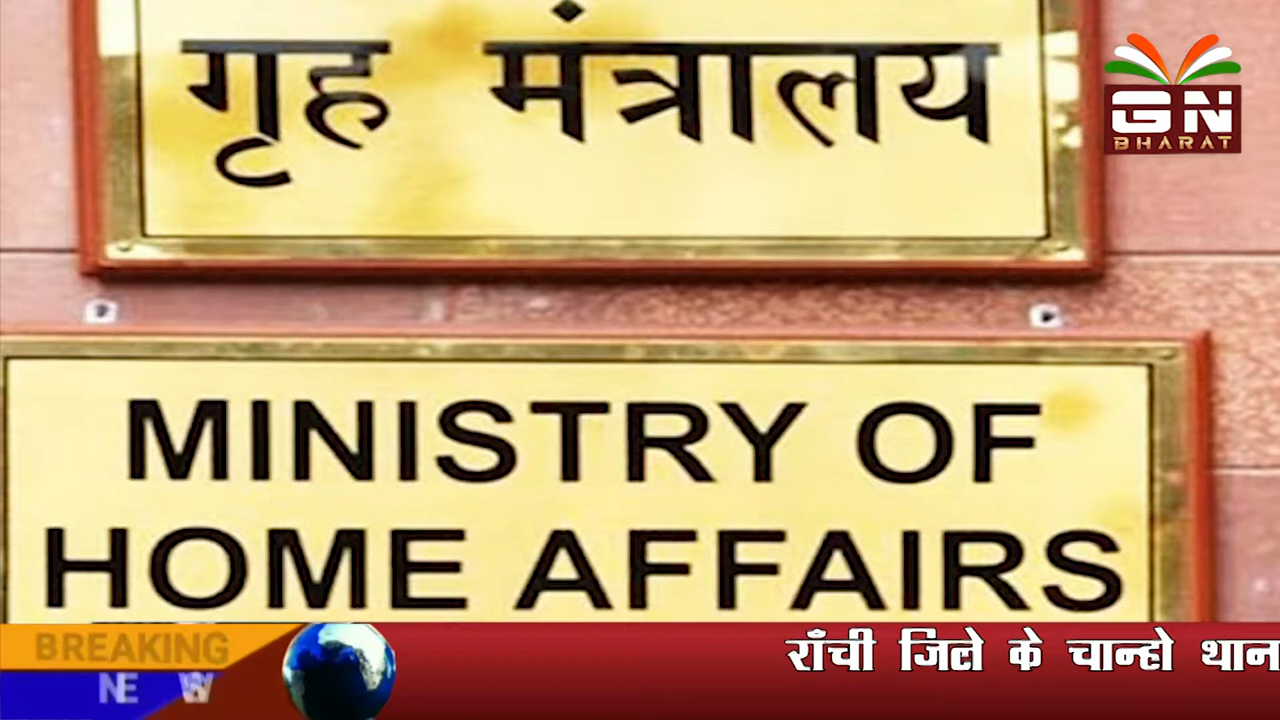 गृह मंत्रालय
GN
BHARAT
MINISTRY OF
HOME AFFAIRS
BREAKING
NEW
राँची जिले के चान्हो थान